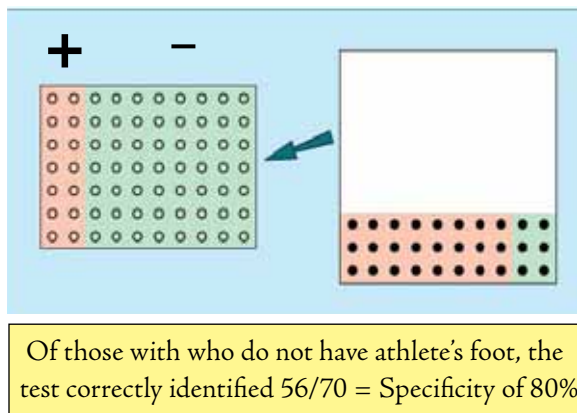 + −
Of those with who do not have athlete's foot, the
test correctly identified 56/70 = Specificity of 80%